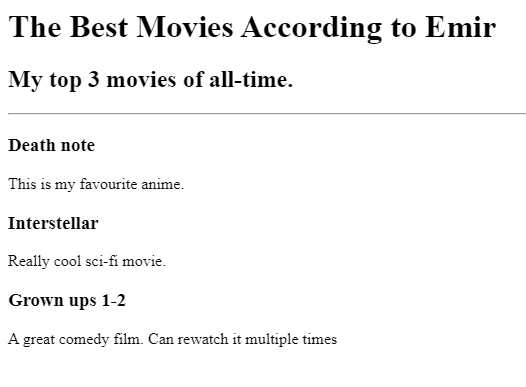 The Best Movies According to Emir
My top 3 movies of all-time.
Death note
This is my favourite anime.
Interstellar
Really cool sci-fi movie.
Grown ups 1-2
A great comedy film. Can rewatch it multiple times